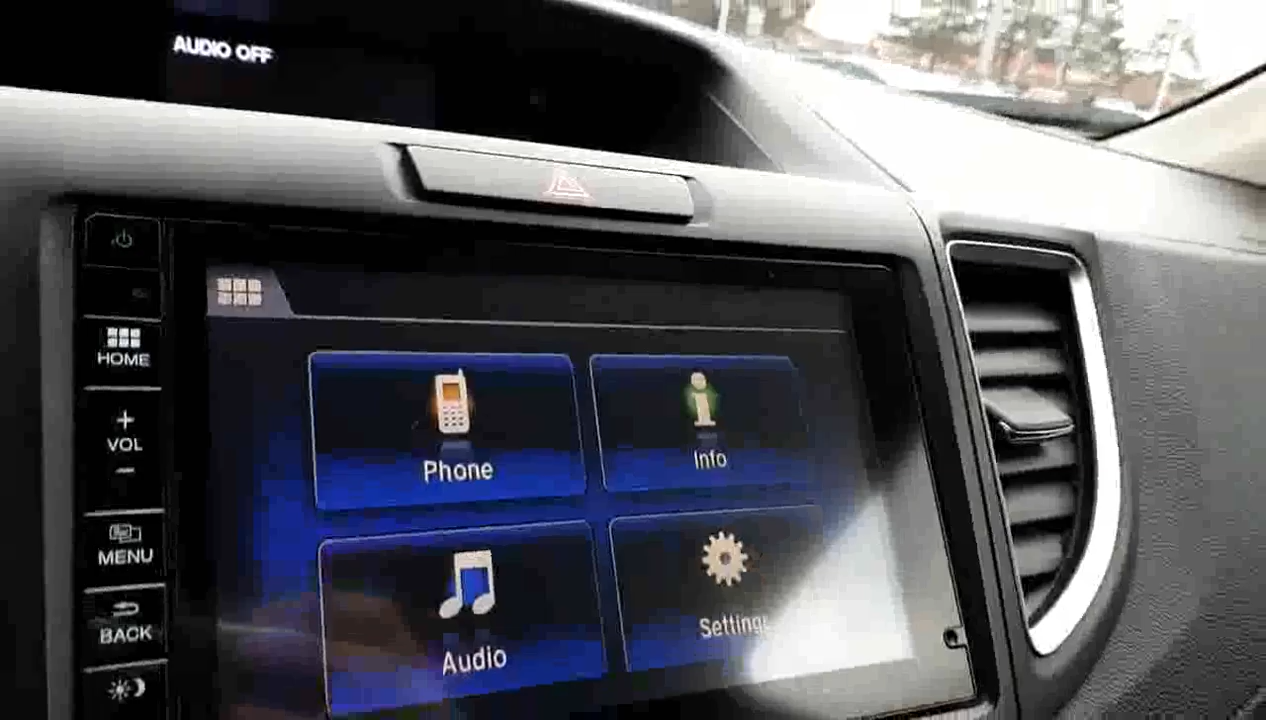 AUDIO OFF
HOME
+
VOL
-
MENU
BACK
Phone
Info
Audio
Settings